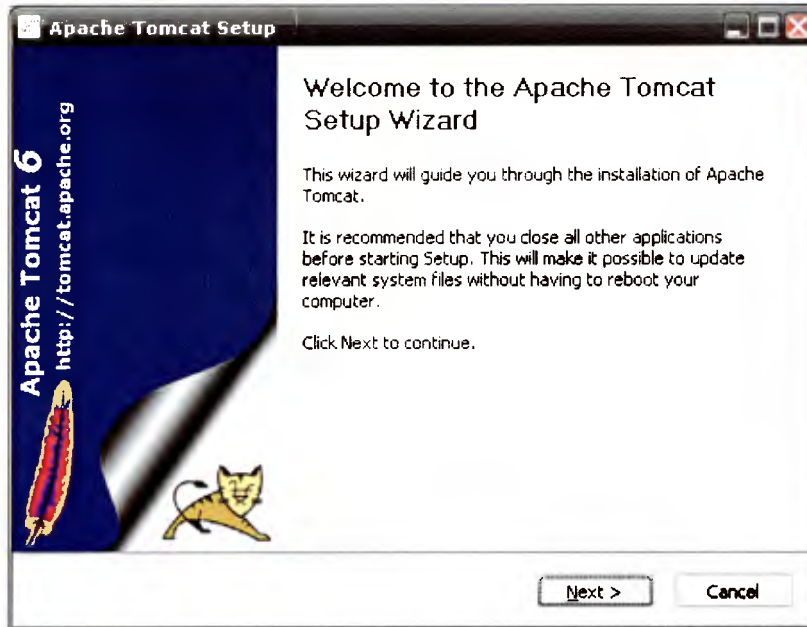 Apache Tomcat Setup
Apache Tomcat 6
http://tomcat.apache.org
Welcome to the Apache Tomcat
Setup Wizard
This wizard will guide you through the installation of Apache
Tomcat.
It is recommended that you close all other applications
before starting Setup. This will make it possible to update
relevant system files without having to reboot your
computer.
Click Next to continue.
Next >
Cancel